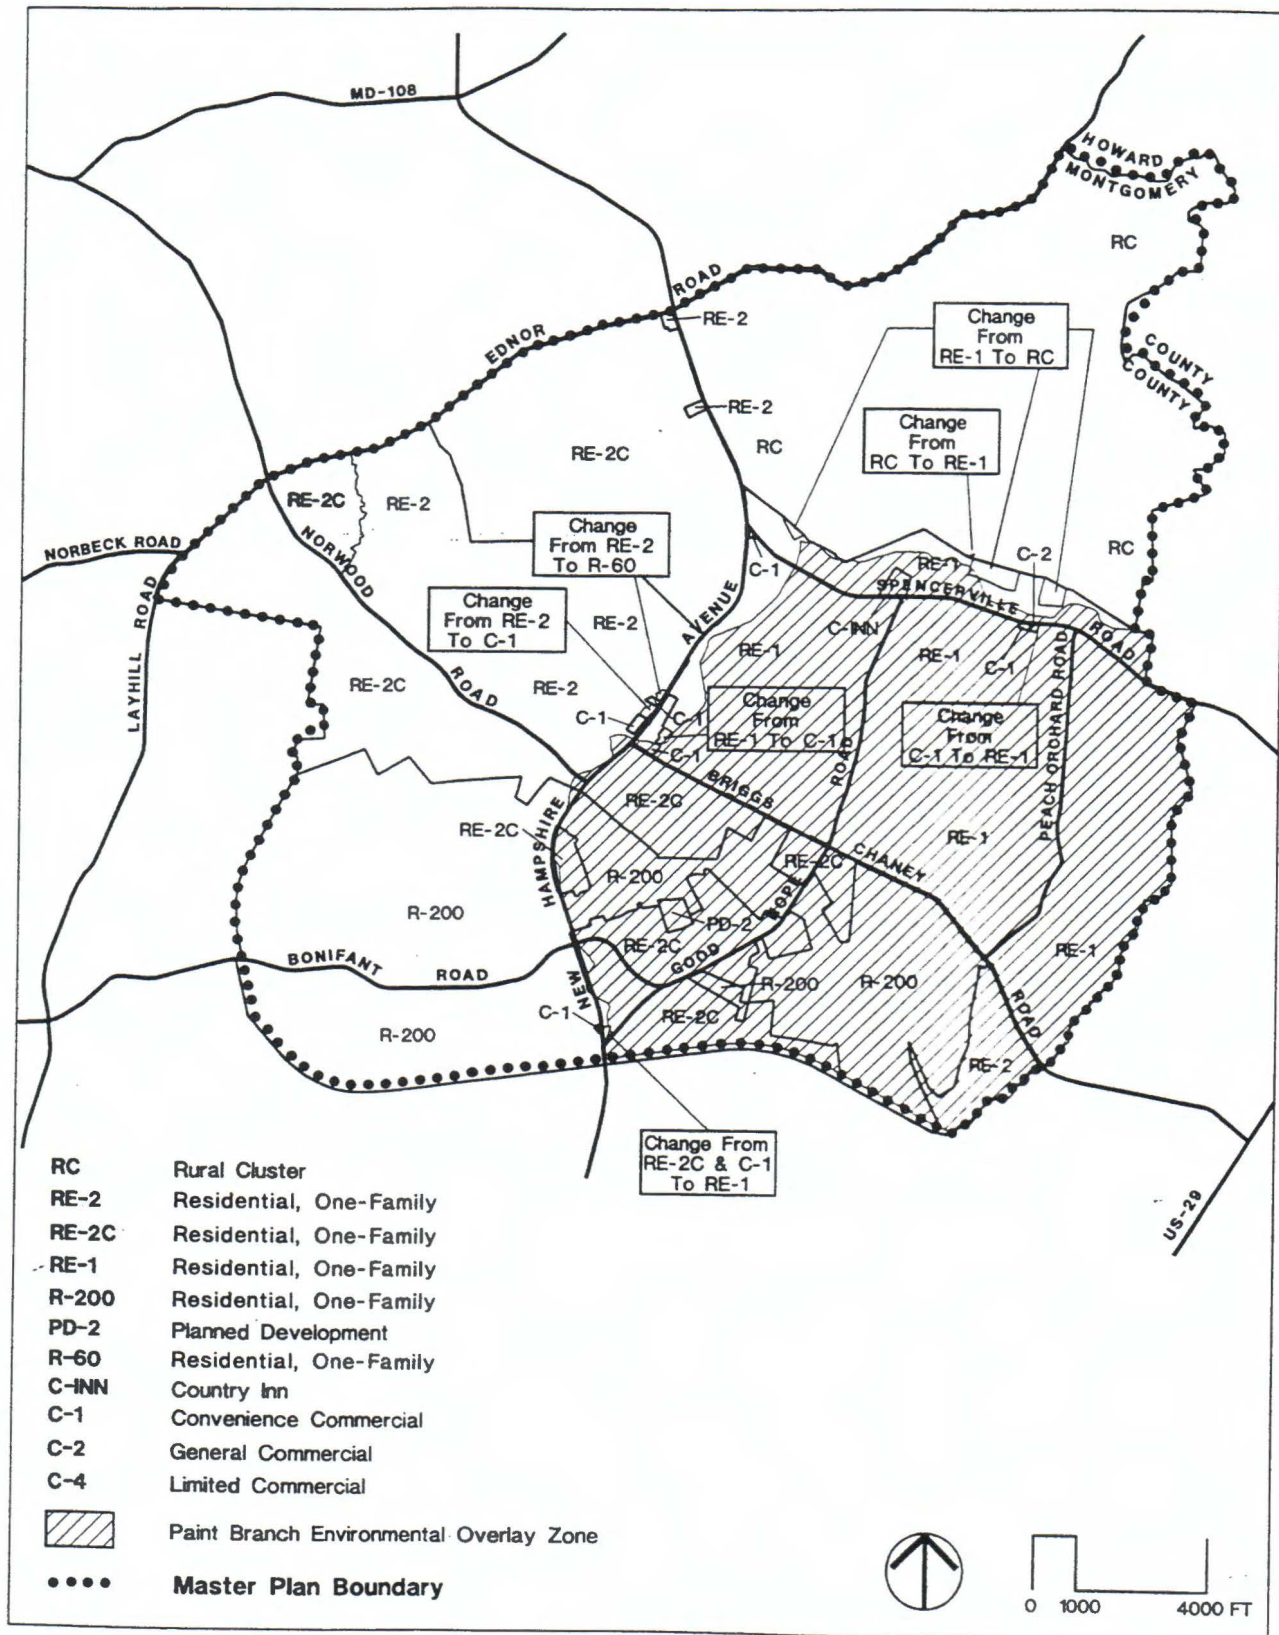 MD-108
HOWARD
MONTGOMERY
RC
ROAD
EDNOR
RE-2
COUNTY
COUNTY
Change
From
RE-1 To RC
RE-2
Change
From
RC To RE-1
RC
RE-2C
RE-2C
RE-2
NORBECK ROAD
NORWOOD
ROAD
Change
From RE-2
To R-60
C-1
RE-1
C-2
RC
SPENCERVILLE
ROAD
LAYHILL ROAD
Change
From RE-2
To C-1
RE-2
AVENUE
C-INN
RE-1
RE-1
C-1
PEACH ORCHARD ROAD
RE-2C
RE-2
C-1
C-1
C-1
Change
From
RE-1 To C-1
ROAD
Change
From
C-1 To RE-1
BRIGGS
CHANEY
ROAD
RE-2C
RE-2C
HAMPSHIRE
NEW
RE-1
RE-2C
R-200
R-200
HOPE
GOOD
PD-2
RE-2C
RE-1
BONIFANT
ROAD
R-200
R-200
C-1
RE-2C
R-200
RE-2
Change From
RE-2C & C-1
To RE-1
US-29
RC Rural Cluster
RE-2 Residential, One-Family
RE-2C Residential, One-Family
RE-1 Residential, One-Family
R-200 Residential, One-Family
PD-2 Planned Development
R-60 Residential, One-Family
C-INN Country Inn
C-1 Convenience Commercial
C-2 General Commercial
C-4 Limited Commercial
Paint Branch Environmental Overlay Zone
Master Plan Boundary
0 1000 4000 FT